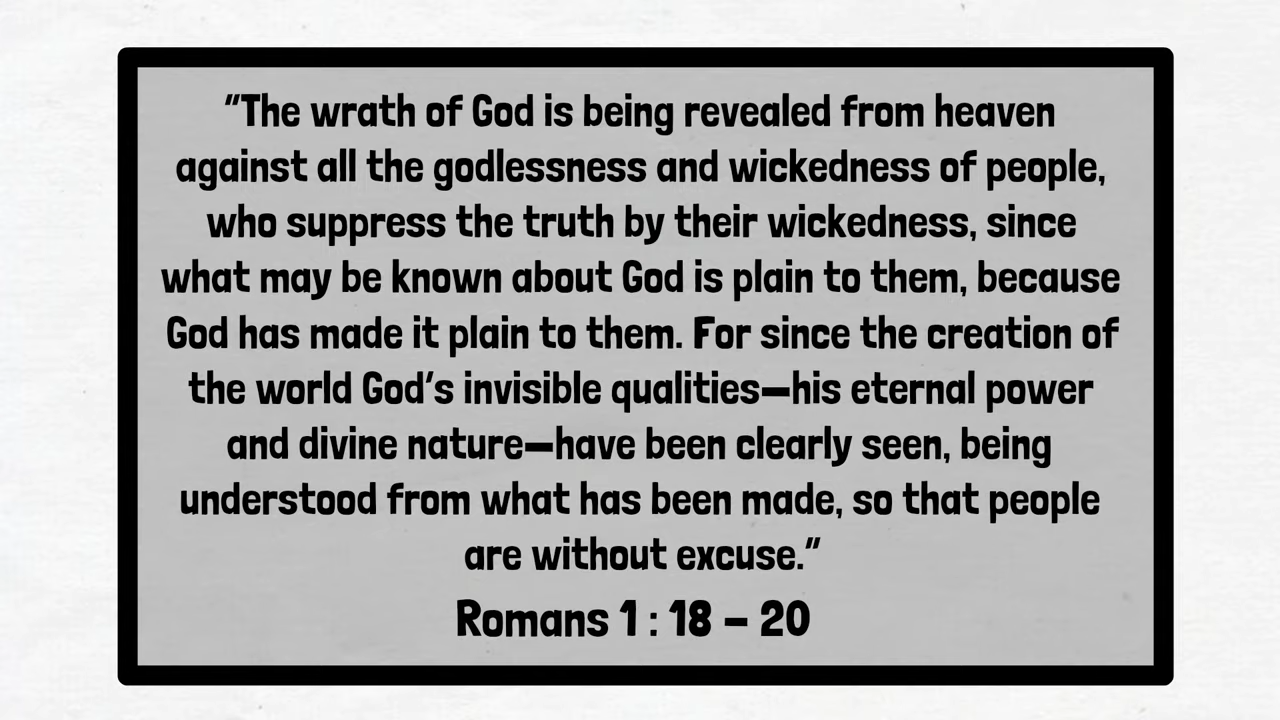 “The wrath of God is being revealed from heaven
against all the godlessness and wickedness of people,
who suppress the truth by their wickedness, since
what may be known about God is plain to them, because
God has made it plain to them. For since the creation of
the world God’s invisible qualities—his eternal power
and divine nature—have been clearly seen, being
understood from what has been made, so that people
are without excuse.”
Romans 1 : 18 – 20